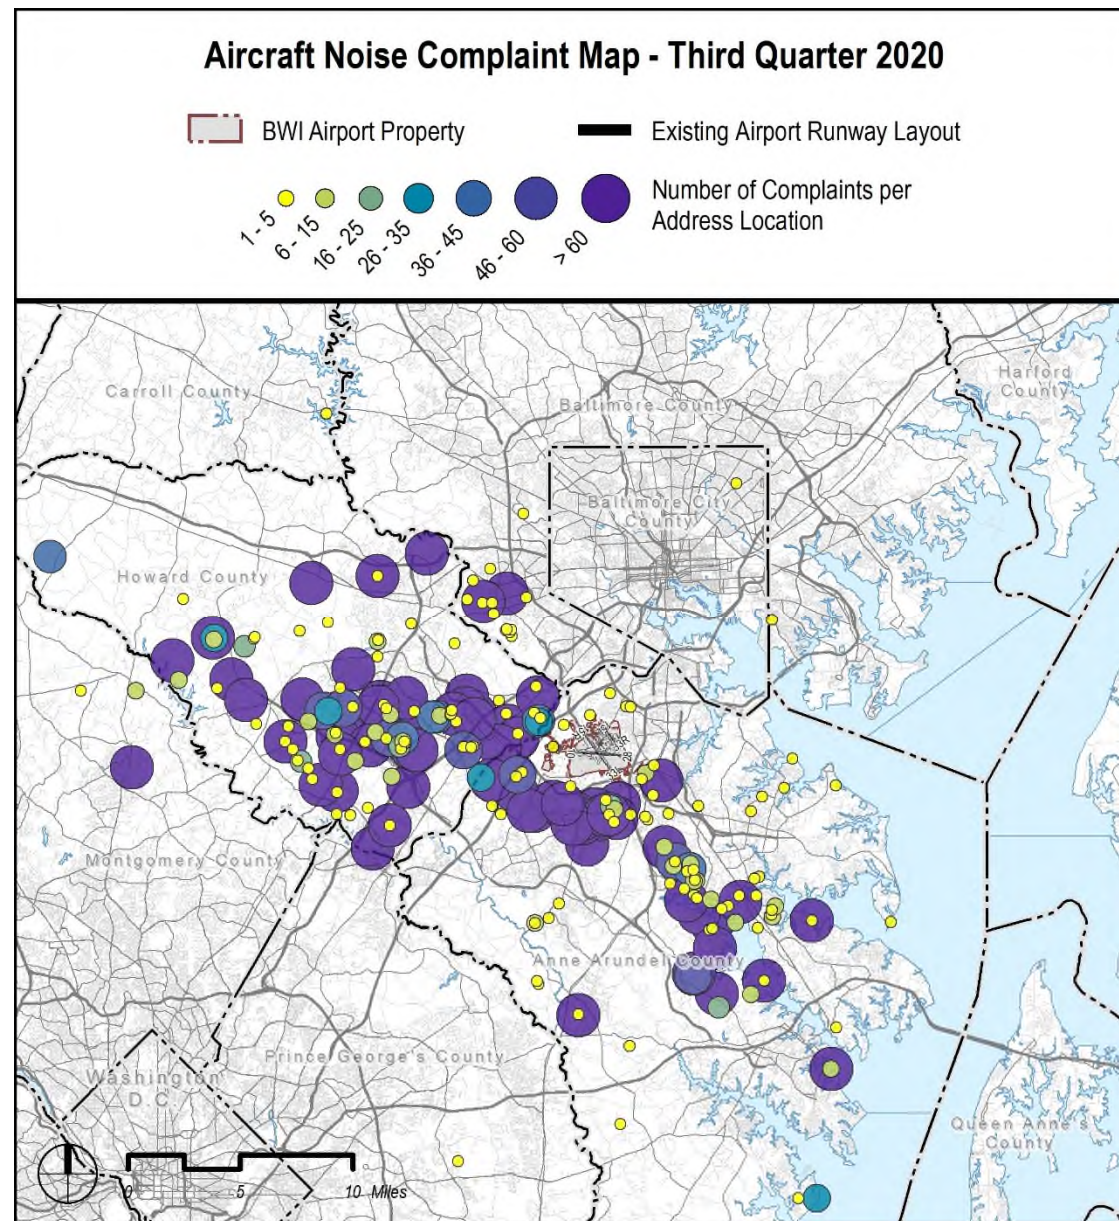 Aircraft Noise Complaint Map - Third Quarter 2020
BWI Airport Property
Existing Airport Runway Layout
1 - 5
6 - 15
16 - 25
26 - 35
36 - 45
46 - 60
> 60
Number of Complaints per
Address Location
Carroll County
Baltimore County
Harford
County
Baltimore City
County
Howard County
Montgomery County
Anne Arundel County
Prince George's County
Washington
D.C.
Queen Anne's
County
0
5
10 Miles
28